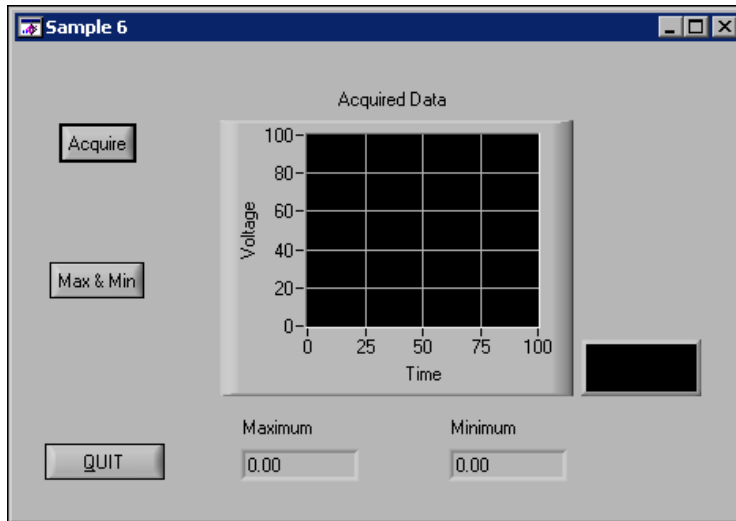 Sample 6
Acquired Data
Acquire
Max & Min
QUIT
Voltage
100
80
60
40
20
0
0 25 50 75 100
Time
Maximum Minimum
0.00 0.00